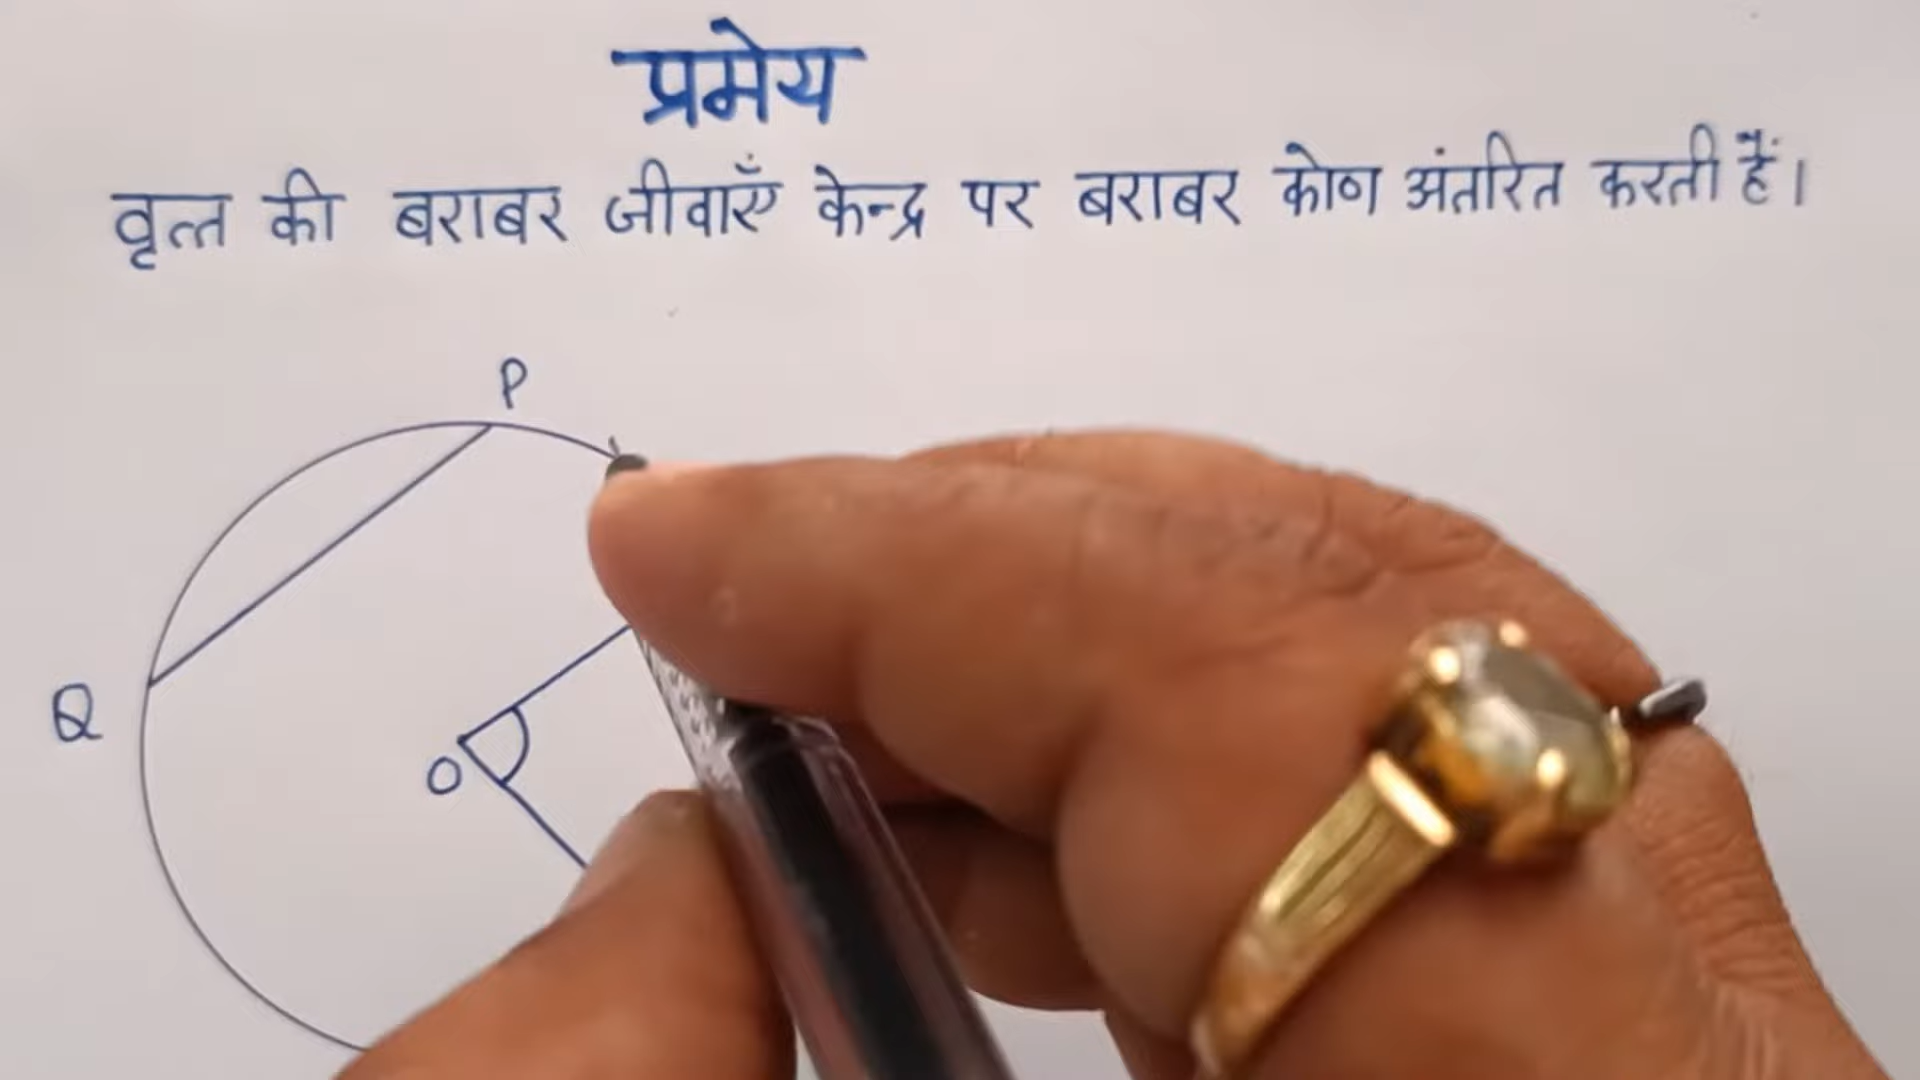 प्रमेय
वृत्त की बराबर जीवाएँ केन्द्र पर बराबर कोण अंतरित करती हैं।
P
Q
O